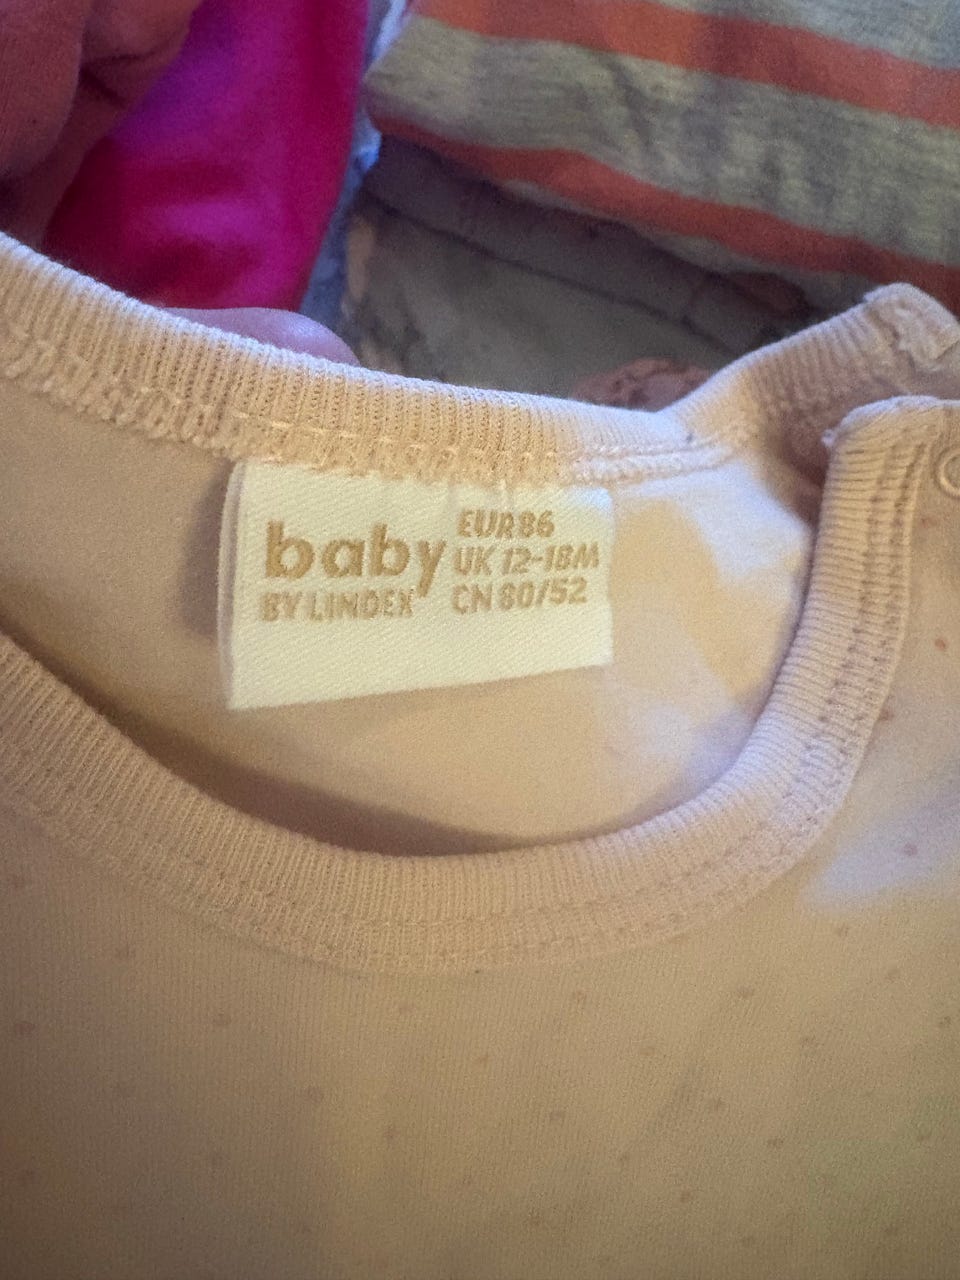 baby
BY LINDEX
EUR86
UK 12-18M
CN 80/52